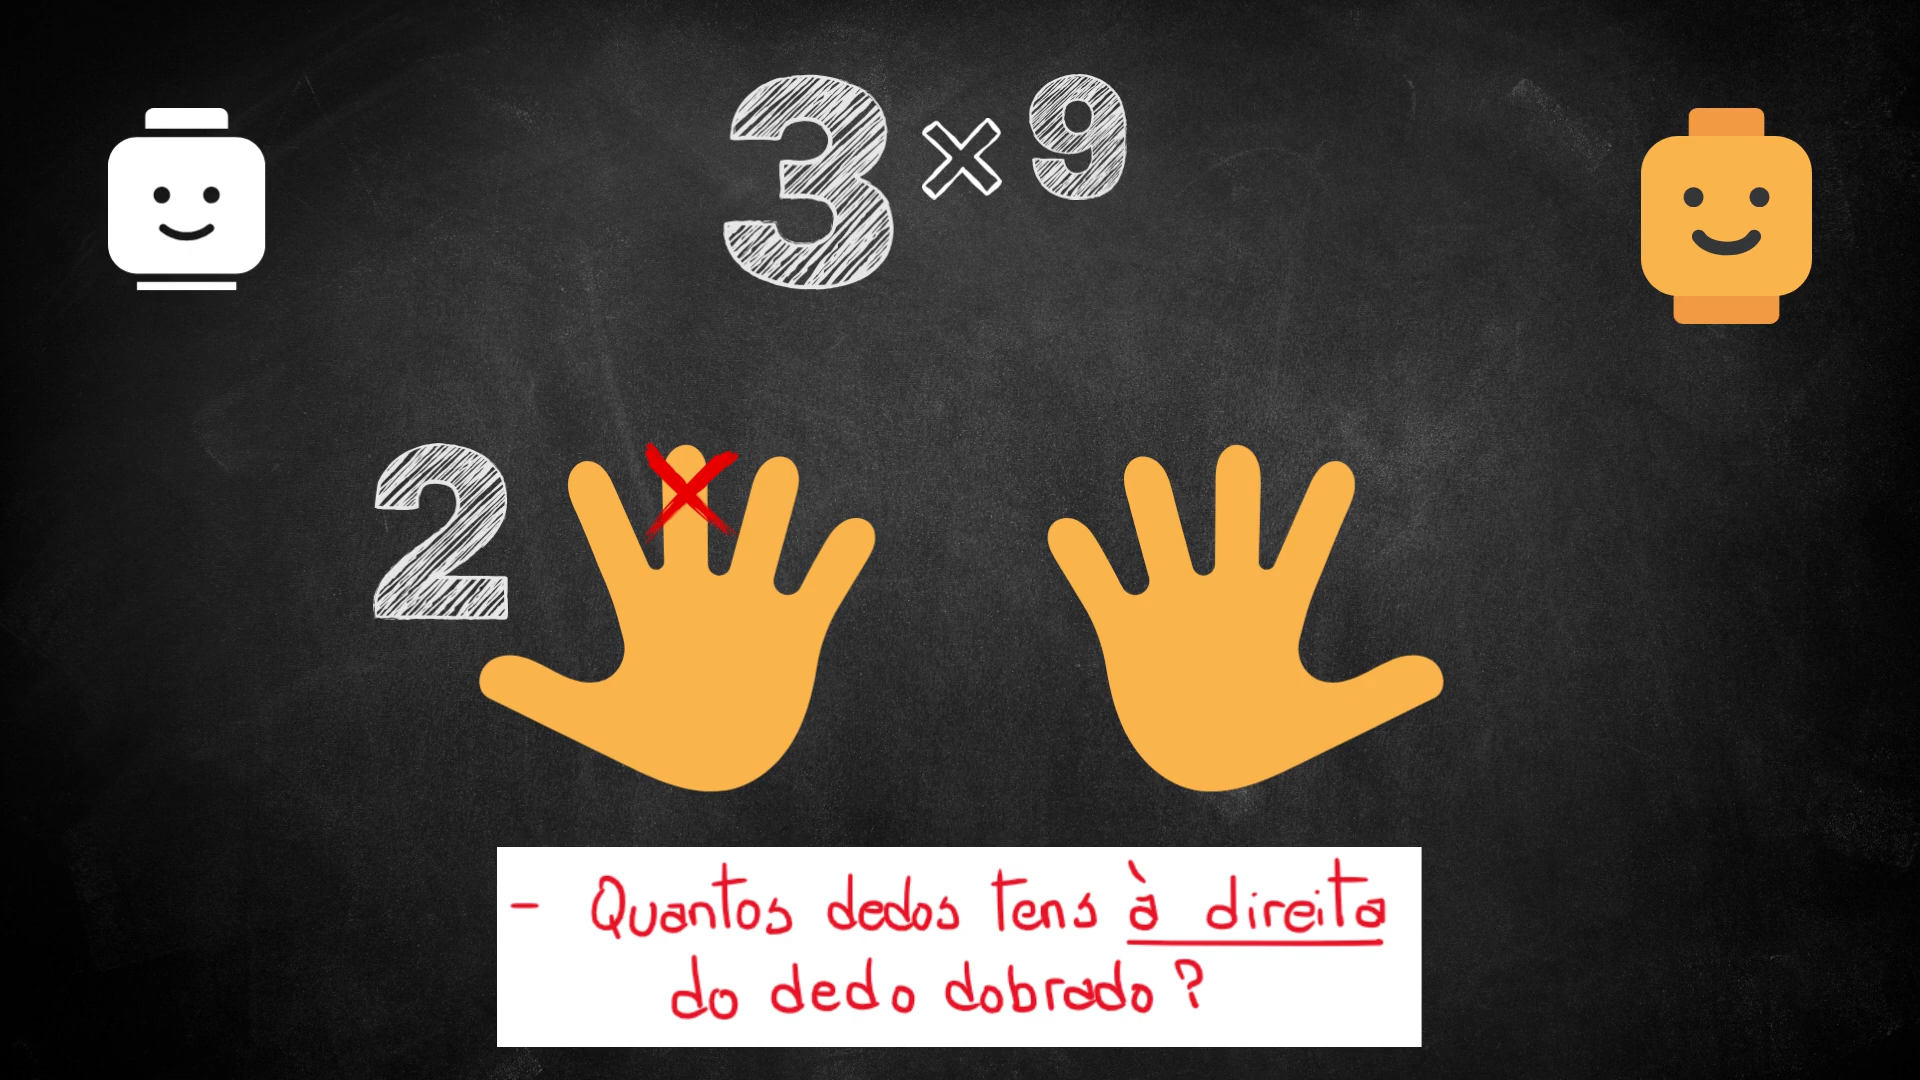 3 × 9
2
- Quantos dedos tens à direita
do dedo dobrado?